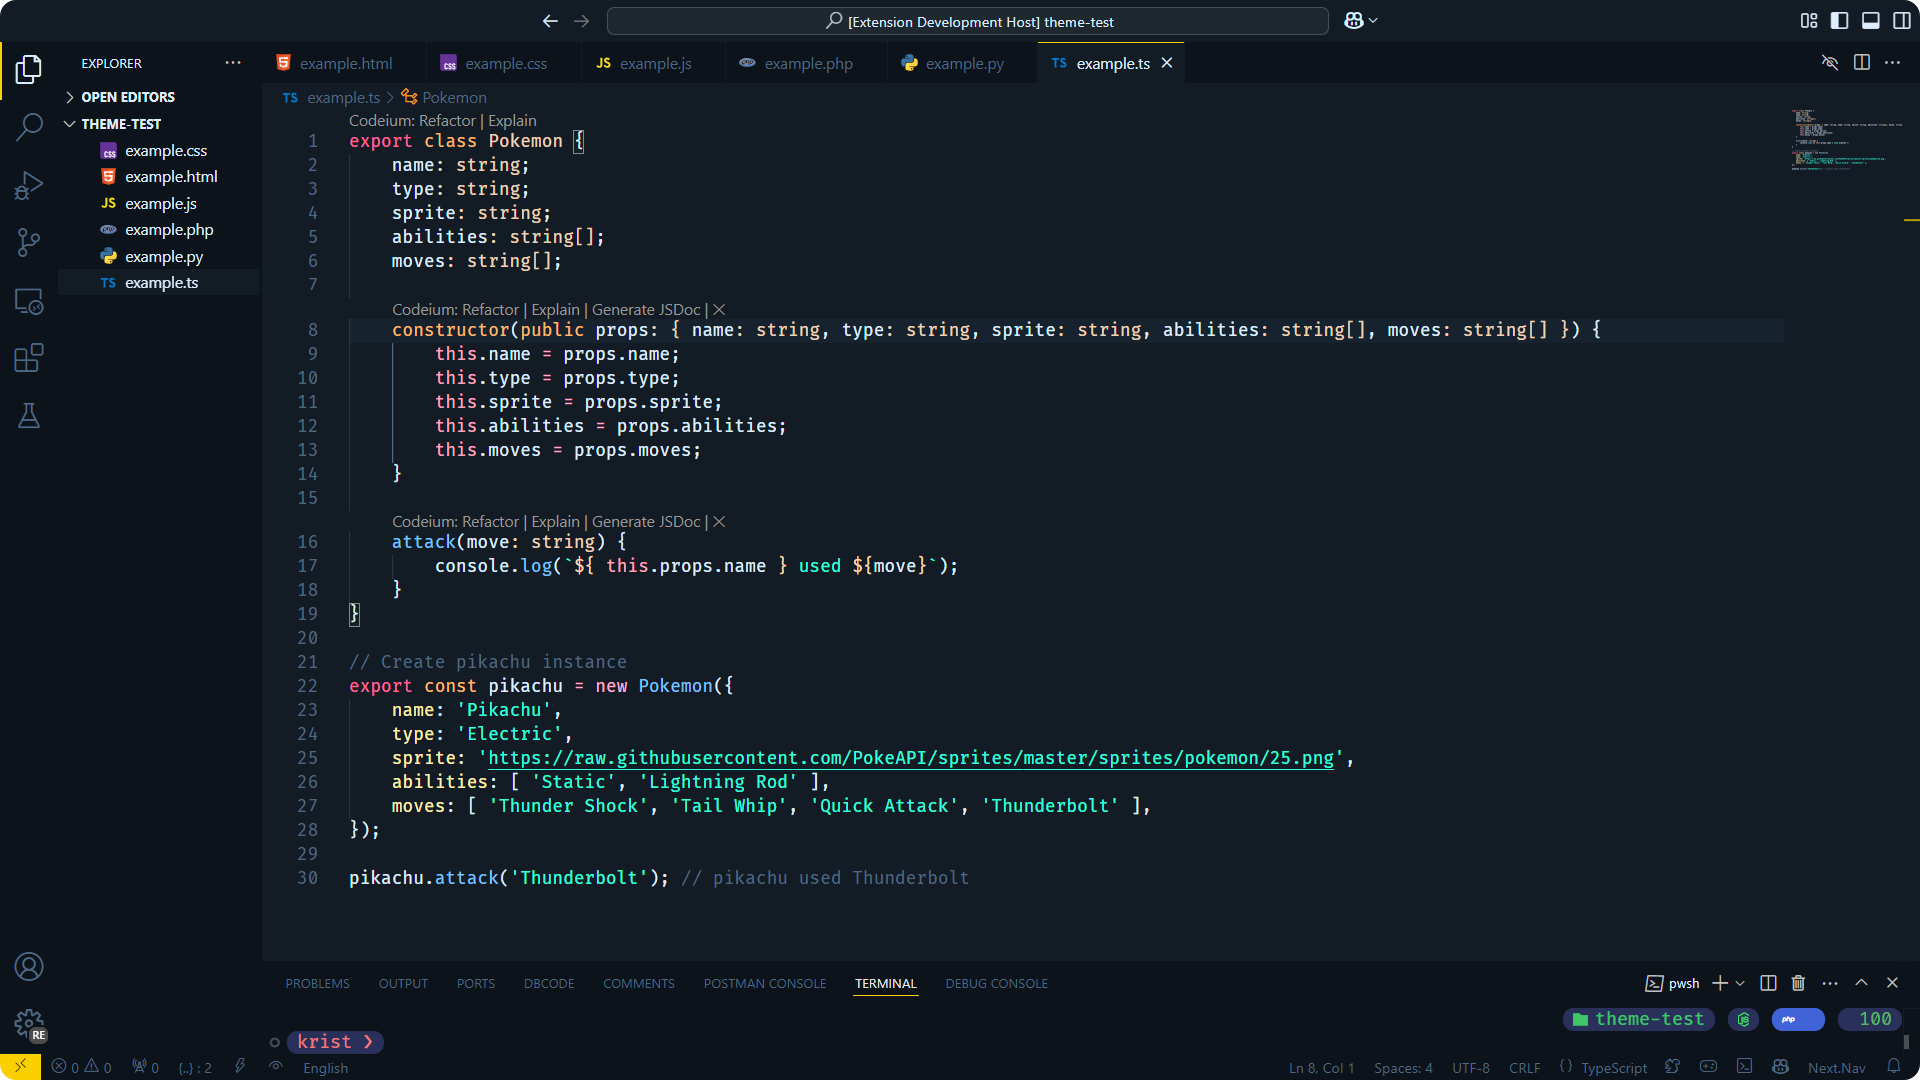 [Extension Development Host] theme-test
EXPLORER
example.html
example.css
JS example.js
example.php
example.py
TS example.ts
OPEN EDITORS
THEME-TEST
example.css
example.html
JS example.js
example.php
example.py
TS example.ts
TS example.ts > Pokemon
Codeium: Refactor | Explain
1 export class Pokemon {
2 name: string;
3 type: string;
4 sprite: string;
5 abilities: string[];
6 moves: string[];
7
Codeium: Refactor | Explain | Generate JSDoc | ✕
8 constructor(public props: { name: string, type: string, sprite: string, abilities: string[], moves: string[] }) {
9 this.name = props.name;
10 this.type = props.type;
11 this.sprite = props.sprite;
12 this.abilities = props.abilities;
13 this.moves = props.moves;
14 }
15
Codeium: Refactor | Explain | Generate JSDoc | ✕
16 attack(move: string) {
17 console.log(`${ this.props.name } used ${move}`);
18 }
19 }
20
21 // Create pikachu instance
22 export const pikachu = new Pokemon({
23 name: 'Pikachu',
24 type: 'Electric',
25 sprite: 'https://raw.githubusercontent.com/PokeAPI/sprites/master/sprites/pokemon/25.png',
26 abilities: [ 'Static', 'Lightning Rod' ],
27 moves: [ 'Thunder Shock', 'Tail Whip', 'Quick Attack', 'Thunderbolt' ],
28 });
29
30 pikachu.attack('Thunderbolt'); // pikachu used Thunderbolt
PROBLEMS OUTPUT PORTS DBCODE COMMENTS POSTMAN CONSOLE TERMINAL DEBUG CONSOLE
pwsh
theme-test
php
100
krist ❯
RE
0 0 0 {..} : 2 English
Ln 8, Col 1 Spaces: 4 UTF-8 CRLF {} TypeScript Next.Nav